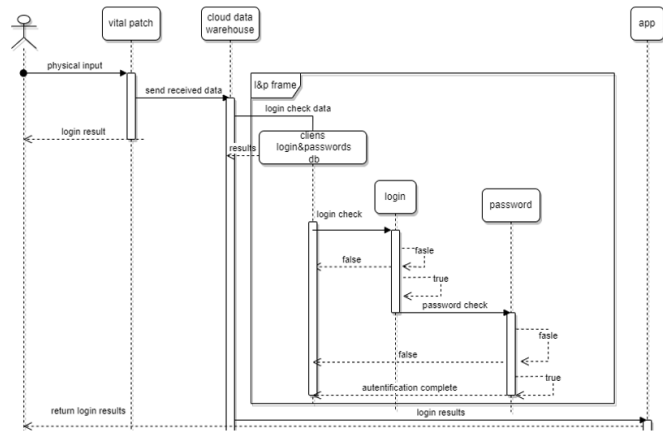 vital patch
cloud data
warehouse
app
physical input
l&p frame
send received data
login check data
login result
cliens
login&passwords
db
results
login
password
login check
fasle
false
true
password check
fasle
false
true
autentification complete
login results
return login results